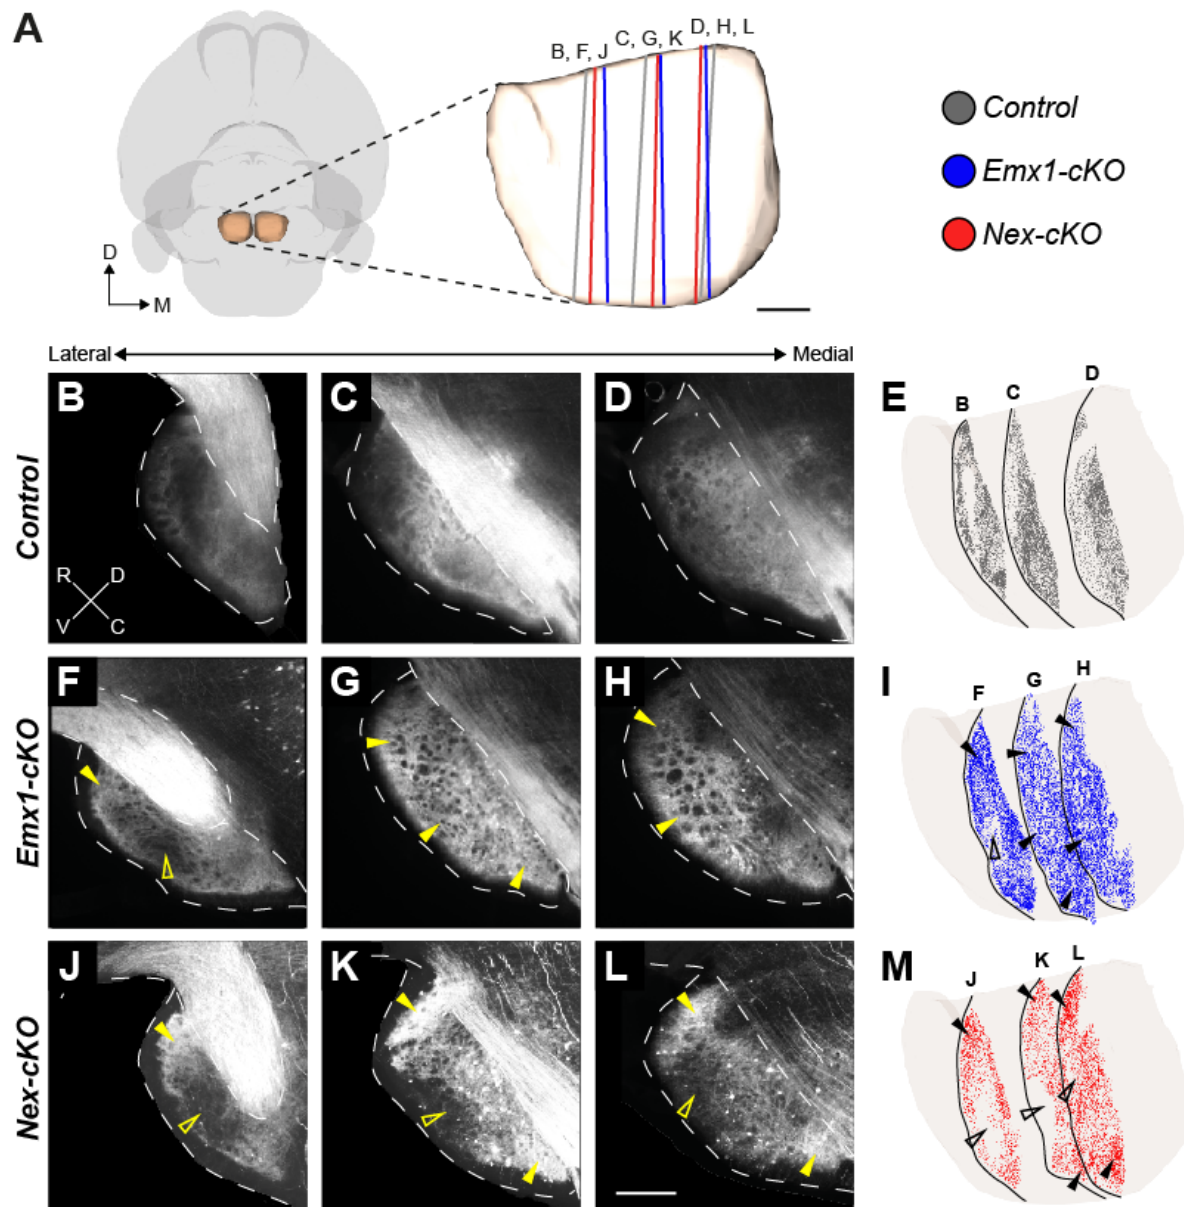 A
B, F, J
C, G, K
D, H, L
Control
Emx1-cKO
Nex-cKO
D
M
Lateral
Medial
Control
B
R
D
V
C
C
D
E
B
C
D
Emx1-cKO
F
G
H
I
F
G
H
Nex-cKO
J
K
L
M
J
K
L